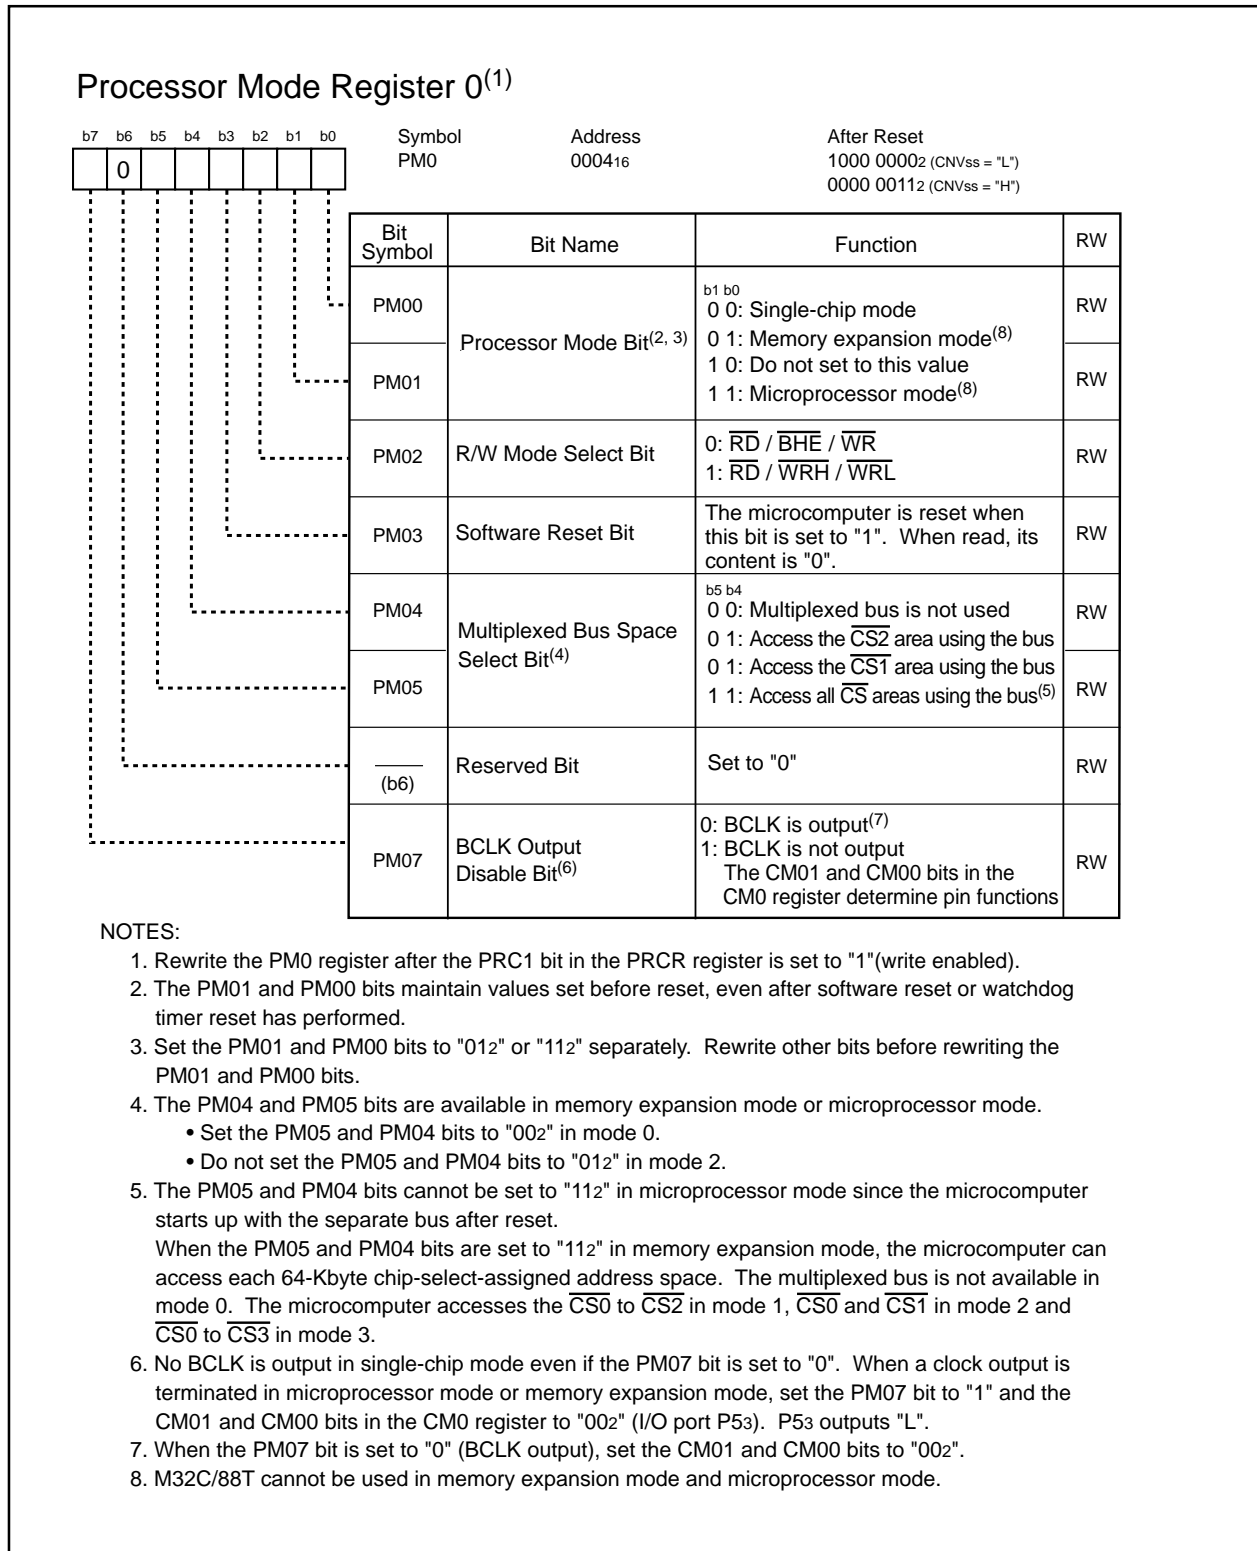 Processor Mode Register 0(1)
b7 b6 b5 b4 b3 b2 b1 b0
0
Symbol Address After Reset
PM0 000416 1000 00002 (CNVss = "L")
0000 00112 (CNVss = "H")
Bit Symbol Bit Name Function RW
PM00 RW
PM01 RW
Processor Mode Bit(2, 3)
b1 b0
0 0: Single-chip mode
0 1: Memory expansion mode(8)
1 0: Do not set to this value
1 1: Microprocessor mode(8)
PM02 R/W Mode Select Bit RW
0: RD / BHE / WR
1: RD / WRH / WRL
PM03 Software Reset Bit RW
The microcomputer is reset when
this bit is set to "1". When read, its
content is "0".
PM04 RW
PM05 RW
Multiplexed Bus Space
Select Bit(4)
b5 b4
0 0: Multiplexed bus is not used
0 1: Access the CS2 area using the bus
0 1: Access the CS1 area using the bus
1 1: Access all CS areas using the bus(5)
(b6) Reserved Bit Set to "0" RW
PM07 RW
BCLK Output
Disable Bit(6)
0: BCLK is output(7)
1: BCLK is not output
The CM01 and CM00 bits in the
CM0 register determine pin functions
NOTES:
1. Rewrite the PM0 register after the PRC1 bit in the PRCR register is set to "1"(write enabled).
2. The PM01 and PM00 bits maintain values set before reset, even after software reset or watchdog
timer reset has performed.
3. Set the PM01 and PM00 bits to "012" or "112" separately. Rewrite other bits before rewriting the
PM01 and PM00 bits.
4. The PM04 and PM05 bits are available in memory expansion mode or microprocessor mode.
• Set the PM05 and PM04 bits to "002" in mode 0.
• Do not set the PM05 and PM04 bits to "012" in mode 2.
5. The PM05 and PM04 bits cannot be set to "112" in microprocessor mode since the microcomputer
starts up with the separate bus after reset.
When the PM05 and PM04 bits are set to "112" in memory expansion mode, the microcomputer can
access each 64-Kbyte chip-select-assigned address space. The multiplexed bus is not available in
mode 0. The microcomputer accesses the CS0 to CS2 in mode 1, CS0 and CS1 in mode 2 and
CS0 to CS3 in mode 3.
6. No BCLK is output in single-chip mode even if the PM07 bit is set to "0". When a clock output is
terminated in microprocessor mode or memory expansion mode, set the PM07 bit to "1" and the
CM01 and CM00 bits in the CM0 register to "002" (I/O port P53). P53 outputs "L".
7. When the PM07 bit is set to "0" (BCLK output), set the CM01 and CM00 bits to "002".
8. M32C/88T cannot be used in memory expansion mode and microprocessor mode.